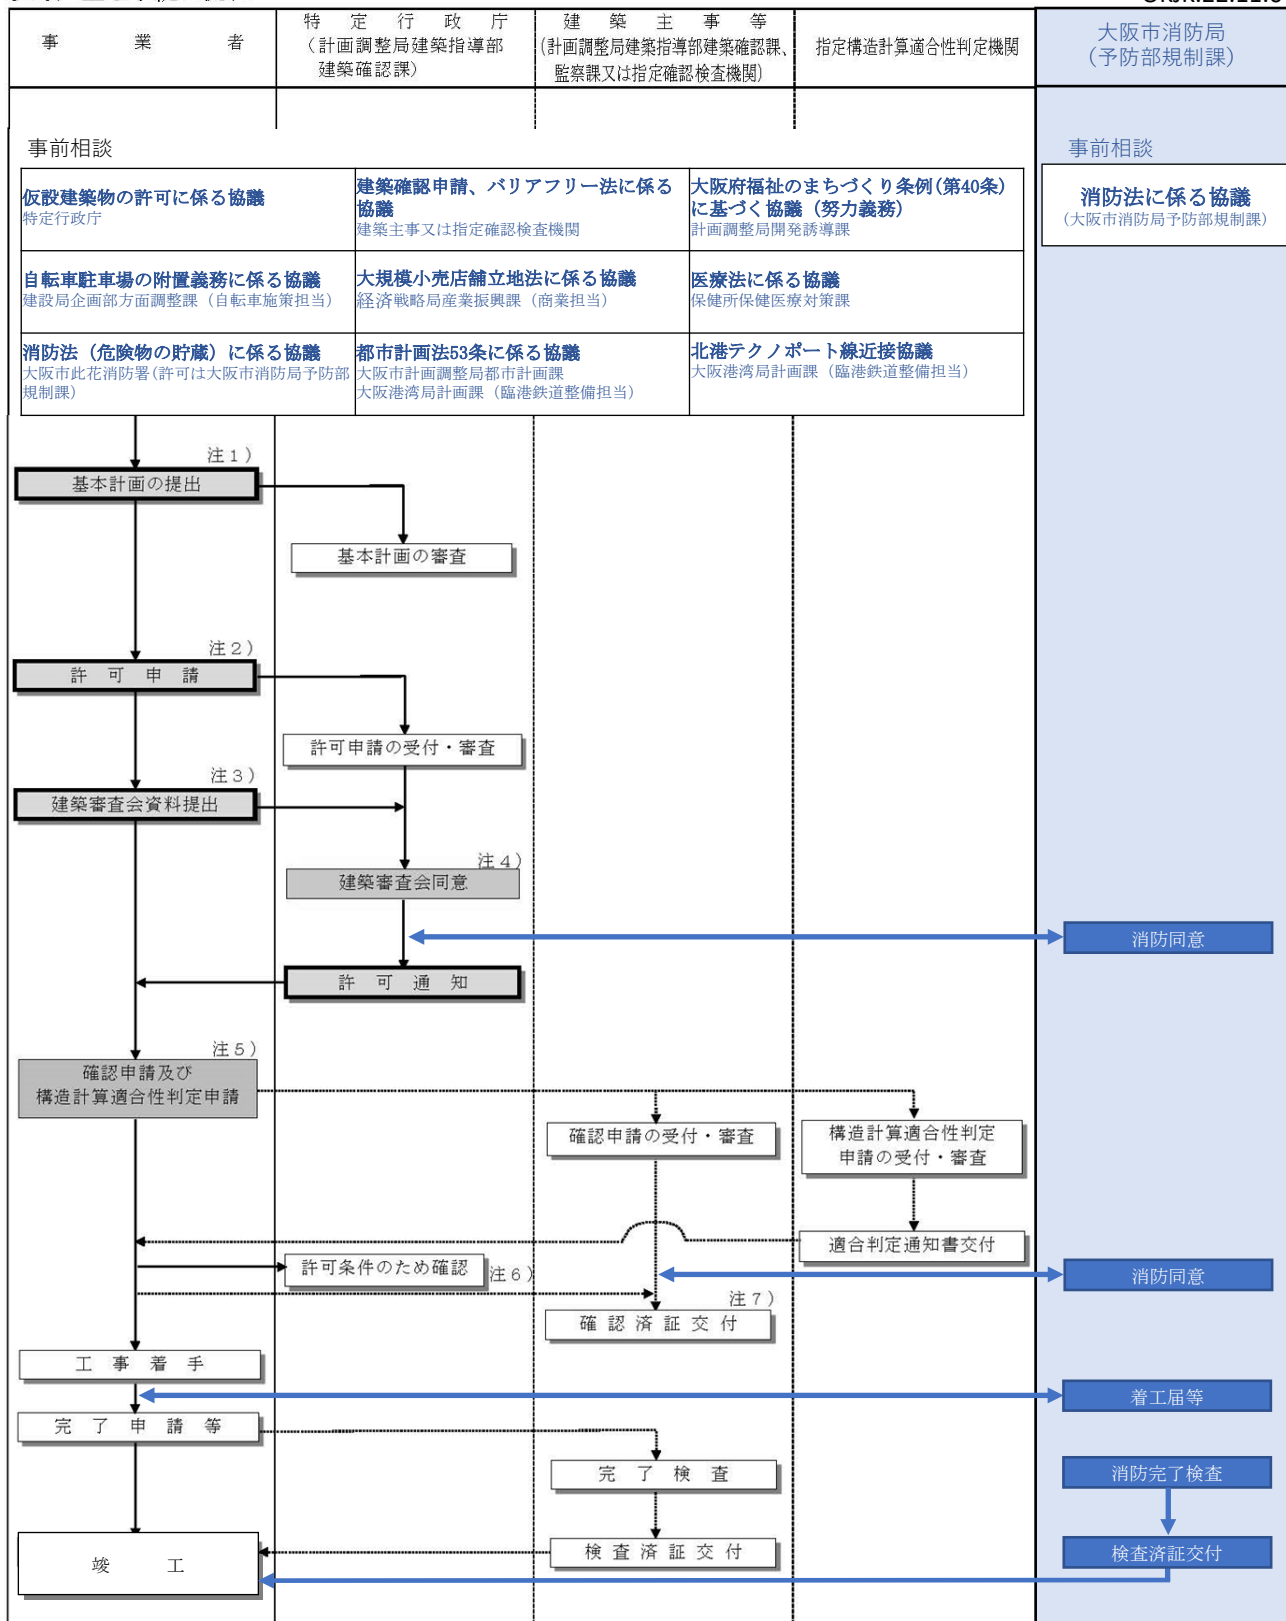 事業者
特定行政庁
（計画調整局建築指導部
建築確認課）
建築主事等
(計画調整局建築指導部建築確認課、
監察課又は指定確認検査機関)
指定構造計算適合性判定機関
大阪市消防局
（予防部規制課）
事前相談
事前相談
仮設建築物の許可に係る協議
特定行政庁
建築確認申請、バリアフリー法に係る
協議
建築主事又は指定確認検査機関
大阪府福祉のまちづくり条例(第40条)
に基づく協議（努力義務）
計画調整局開発誘導課
消防法に係る協議
(大阪市消防局予防部規制課)
自転車駐車場の附置義務に係る協議
建設局企画部方面調整課（自転車施策担当）
大規模小売店舗立地法に係る協議
経済戦略局産業振興課（商業担当）
医療法に係る協議
保健所保健医療対策課
消防法（危険物の貯蔵）に係る協議
大阪市此花消防署(許可は大阪市消防局予防部
規制課)
都市計画法53条に係る協議
大阪市計画調整局都市計画課
大阪港湾局計画課（臨港鉄道整備担当）
北港テクノポート線近接協議
大阪港湾局計画課（臨港鉄道整備担当）
注１）
基本計画の提出
基本計画の審査
注２）
許可申請
許可申請の受付・審査
注３）
建築審査会資料提出
注４）
建築審査会同意
消防同意
許可通知
注５）
確認申請及び
構造計算適合性判定申請
確認申請の受付・審査
構造計算適合性判定
申請の受付・審査
適合判定通知書交付
許可条件のため確認
注６）
消防同意
注７）
確認済証交付
工事着手
着工届等
完了申請等
完了検査
消防完了検査
検査済証交付
検査済証交付
竣工